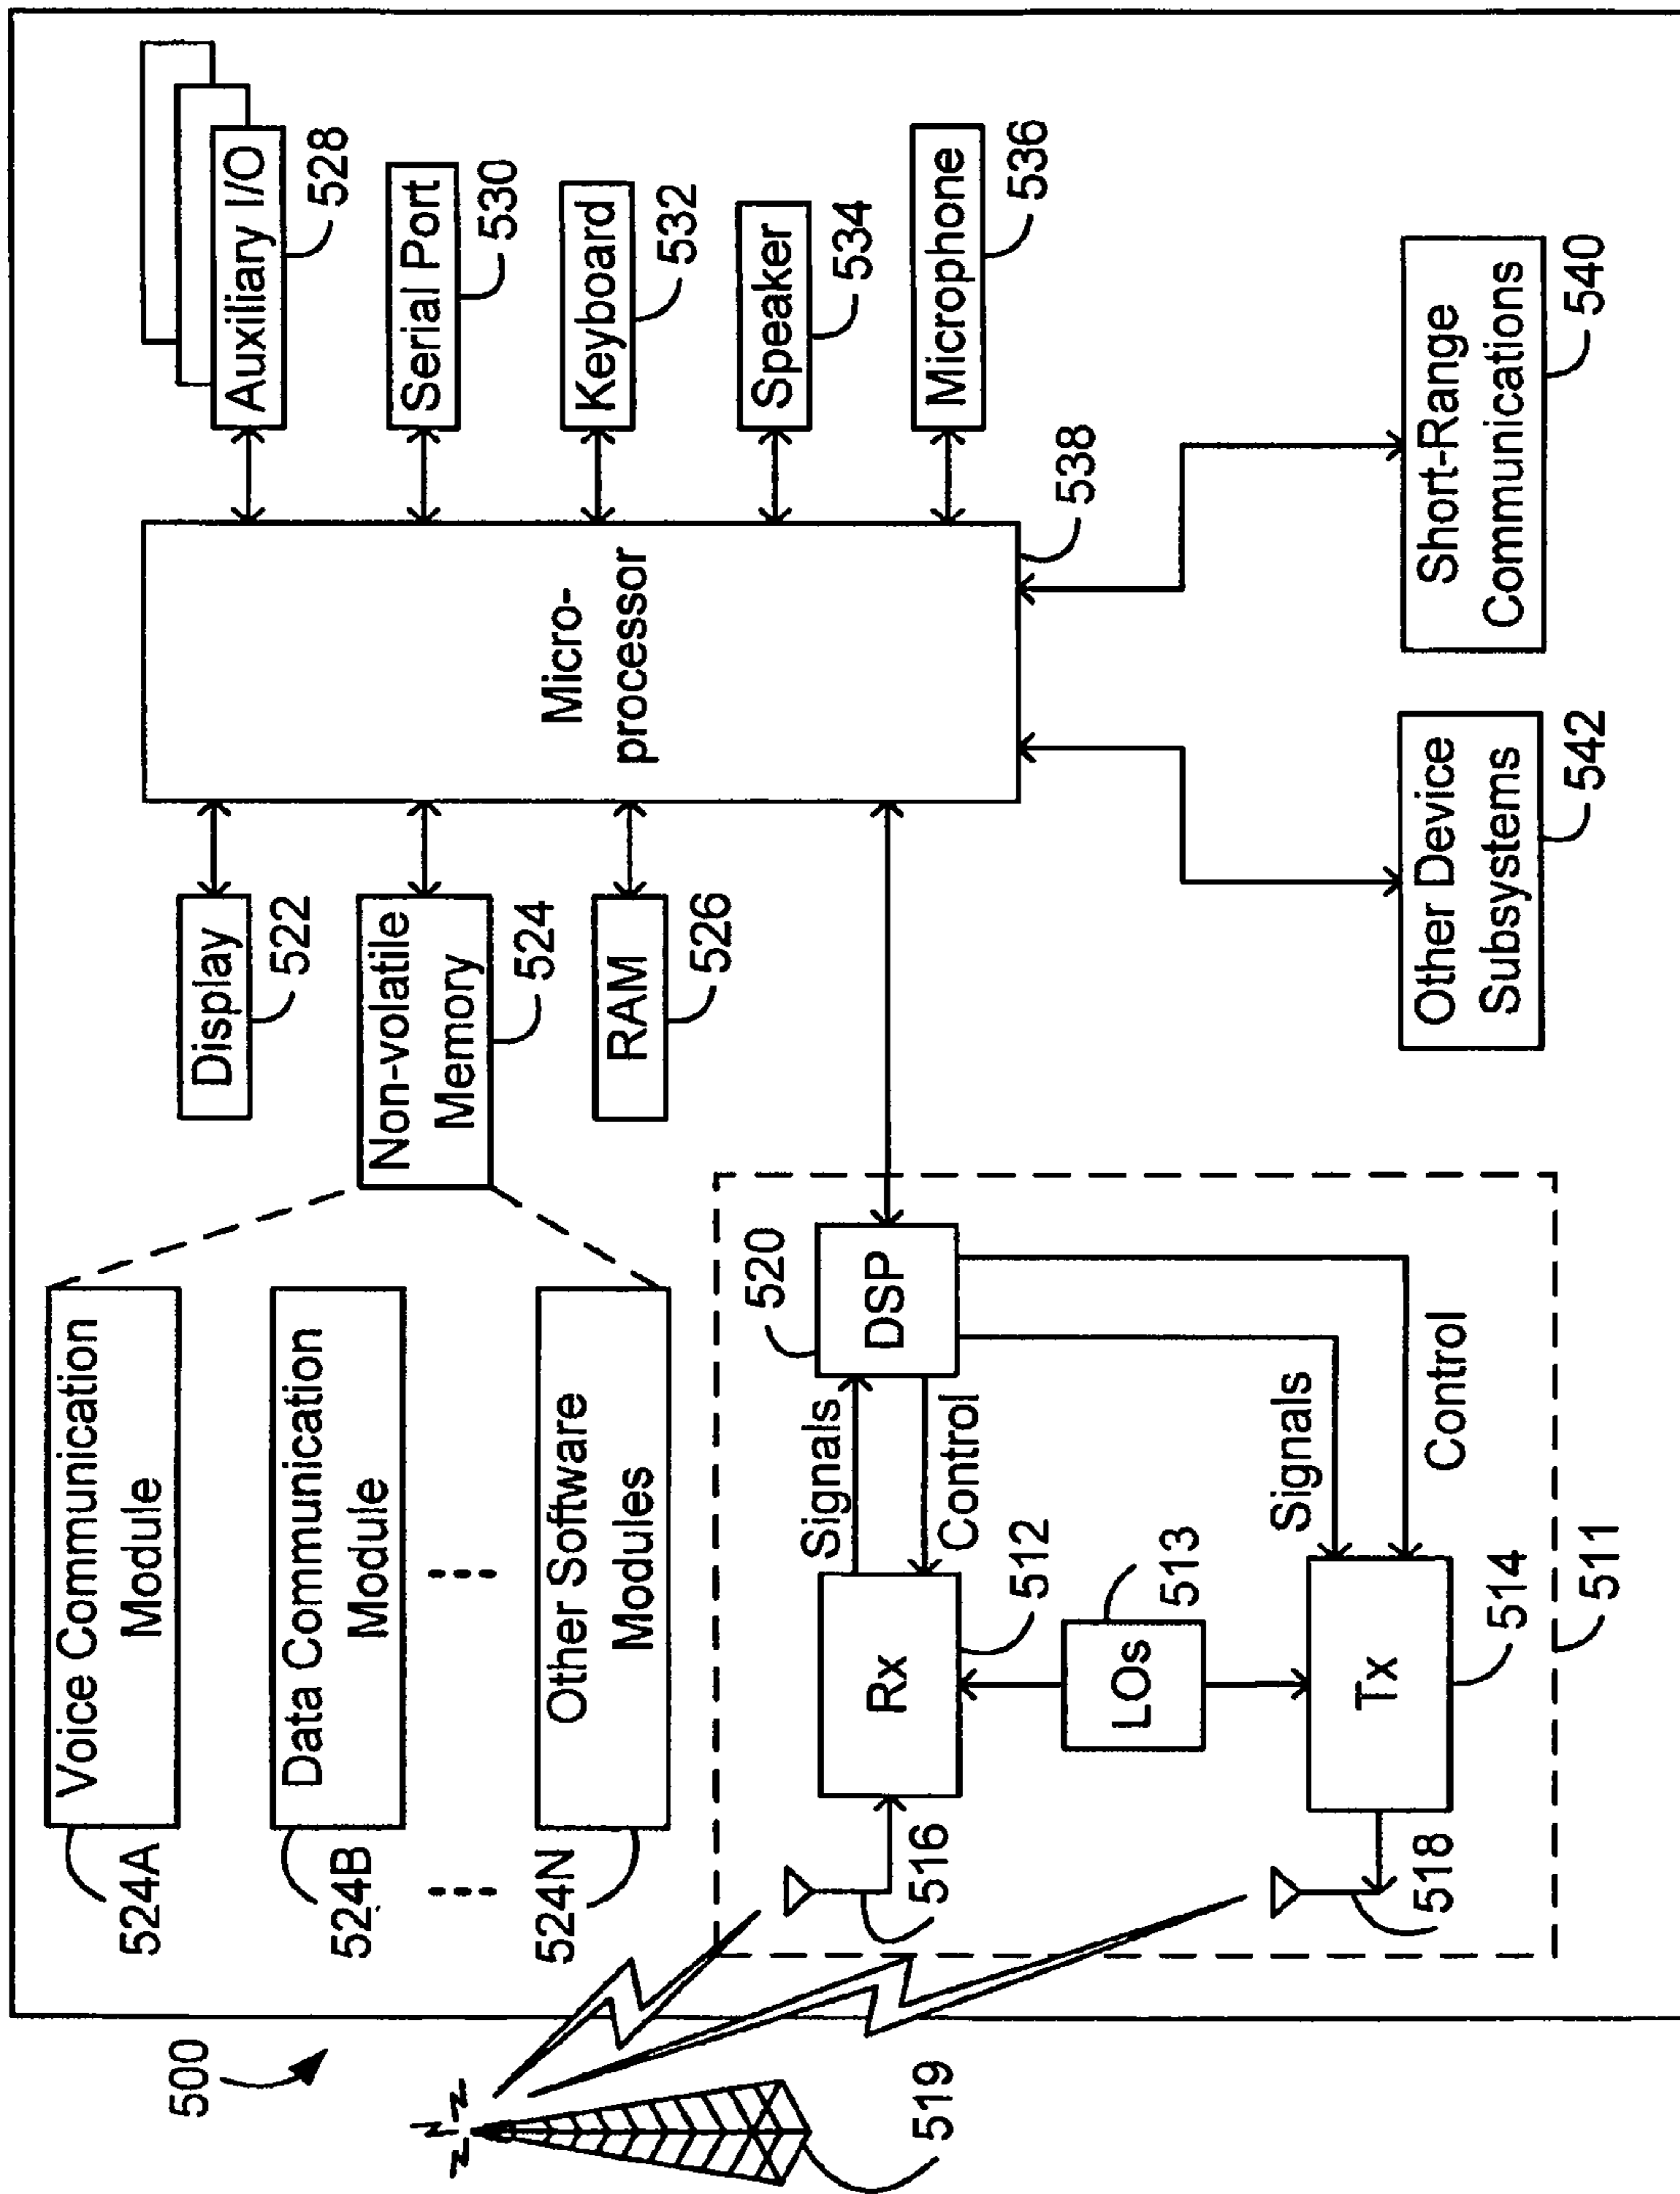 500
519
Voice Communication
Module
524A
Data Communication
Module
524B
Other Software
Modules
524N
Display
522
Non-volatile
Memory
524
RAM
526
Micro-
processor
538
Auxiliary I/O
528
Serial Port
530
Keyboard
532
Speaker
534
Microphone
536
Short-Range
Communications
540
Other Device
Subsystems
542
DSP
520
Signals
Control
Rx
512
516
LOs
513
Signals
Control
Tx
514
518
511